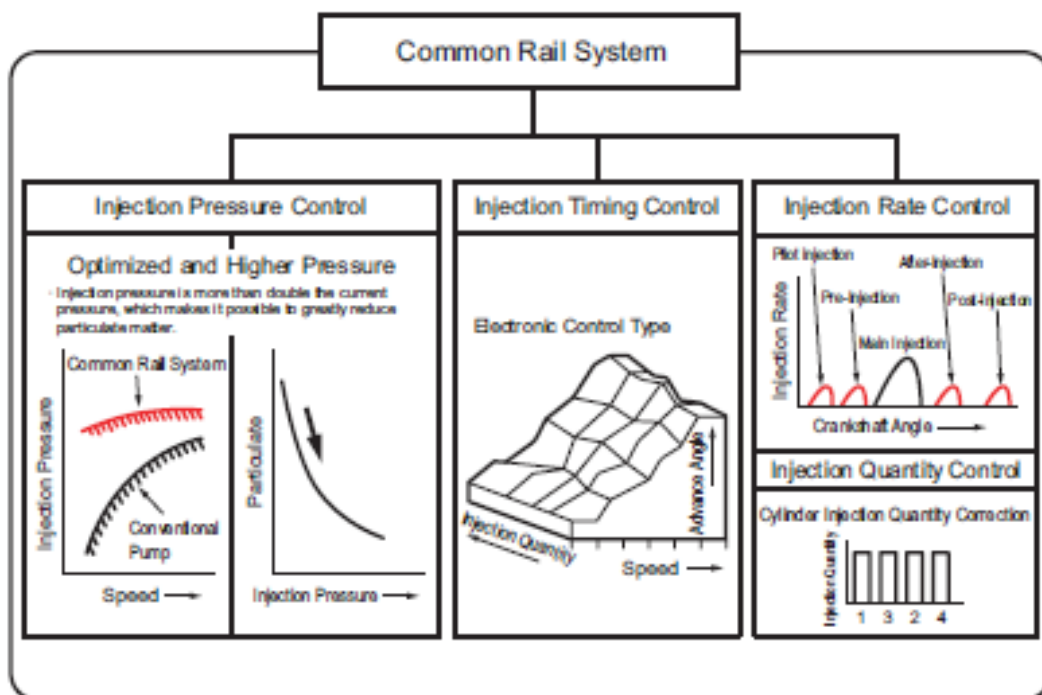 Common Rail System
Injection Pressure Control
Optimized and Higher Pressure
· Injection pressure is more than double the current
pressure, which makes it possible to greatly reduce
particulate matter.
Common Rail System
Injection Pressure
Conventional
Pump
Speed
Particulate
Injection Pressure
Injection Timing Control
Electronic Control Type
Advance Angle
Injection Quantity
Speed
Injection Rate Control
Pilot Injection
After-Injection
Pre-Injection
Post-Injection
Main Injection
Injection Rate
Crankshaft Angle
Injection Quantity Control
Cylinder Injection Quantity Correction
Quantity
1 3 2 4